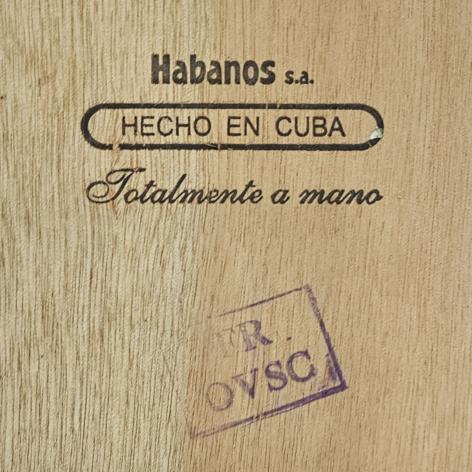 Habanos s.a.
HECHO EN CUBA
Totalmente a mano
OVSC